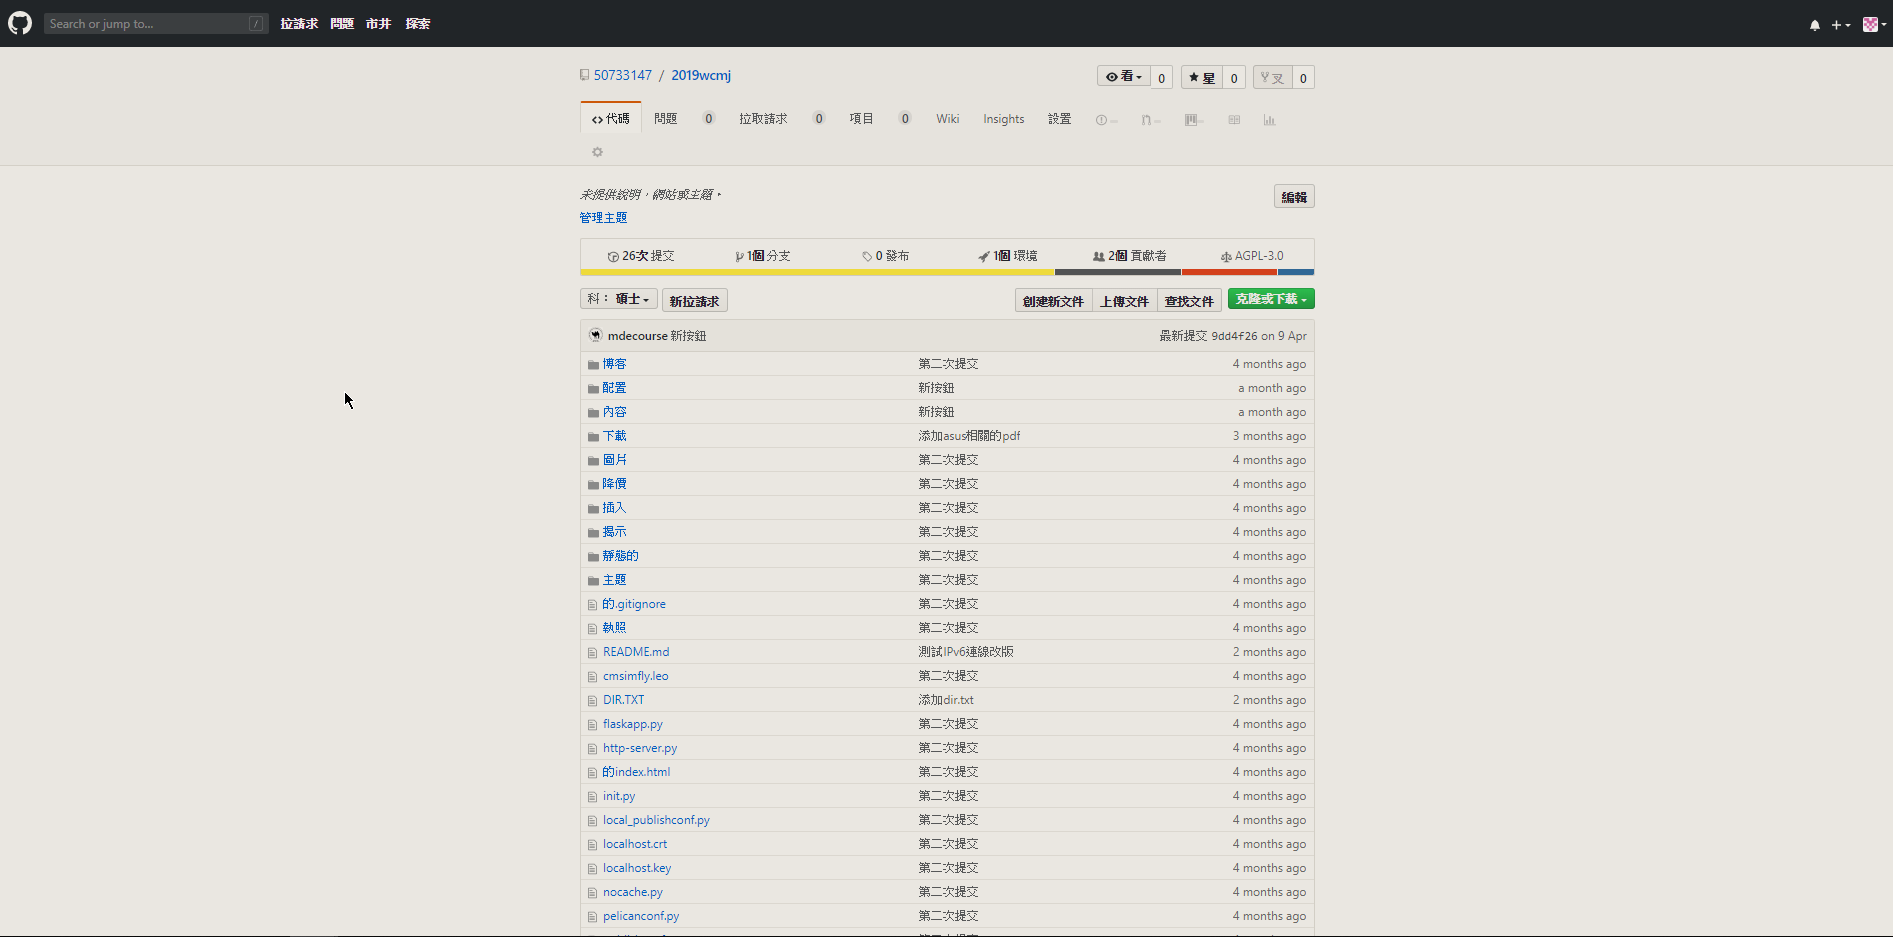 Search or jump to... / 拉請求 問題 市井 探索
50733147 / 2019wcmj 看 0 星 0 叉 0
代碼 問題 0 拉取請求 0 項目 0 Wiki Insights 設置
未提供說明，網站或主題。 編輯
管理主題
26次 提交 1個 分支 0 發布 1個 環境 2個 貢獻者 AGPL-3.0
科： 碩士 新拉請求 創建新文件 上傳文件 查找文件 克隆或下載
mdecourse 新按鈕 最新提交 9dd4f26 on 9 Apr
博客 第二次提交 4 months ago
配置 新按鈕 a month ago
內容 新按鈕 a month ago
下載 添加asus相關的pdf 3 months ago
圖片 第二次提交 4 months ago
降價 第二次提交 4 months ago
插入 第二次提交 4 months ago
揭示 第二次提交 4 months ago
靜態的 第二次提交 4 months ago
主題 第二次提交 4 months ago
的.gitignore 第二次提交 4 months ago
執照 第二次提交 4 months ago
README.md 測試IPv6連線改版 2 months ago
cmsimfly.leo 第二次提交 4 months ago
DIR.TXT 添加dir.txt 2 months ago
flaskapp.py 第二次提交 4 months ago
http-server.py 第二次提交 4 months ago
的index.html 第二次提交 4 months ago
init.py 第二次提交 4 months ago
local_publishconf.py 第二次提交 4 months ago
localhost.crt 第二次提交 4 months ago
localhost.key 第二次提交 4 months ago
nocache.py 第二次提交 4 months ago
pelicanconf.py 第二次提交 4 months ago